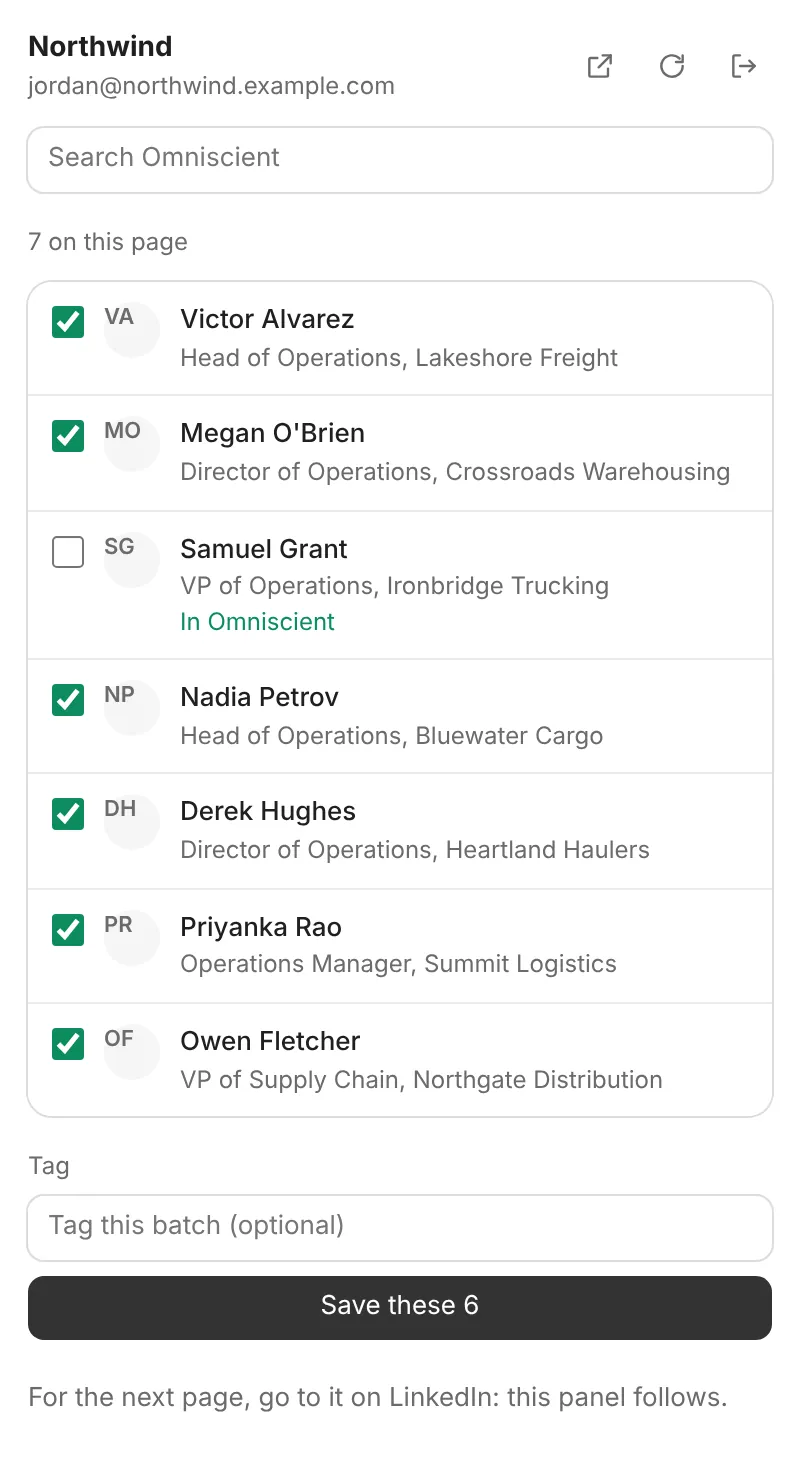 Northwind
jordan@northwind.example.com
Search Omniscient
7 on this page
VA
Victor Alvarez
Head of Operations, Lakeshore Freight
MO
Megan O'Brien
Director of Operations, Crossroads Warehousing
SG
Samuel Grant
VP of Operations, Ironbridge Trucking
In Omniscient
NP
Nadia Petrov
Head of Operations, Bluewater Cargo
DH
Derek Hughes
Director of Operations, Heartland Haulers
PR
Priyanka Rao
Operations Manager, Summit Logistics
OF
Owen Fletcher
VP of Supply Chain, Northgate Distribution
Tag
Tag this batch (optional)
Save these 6
For the next page, go to it on LinkedIn: this panel follows.